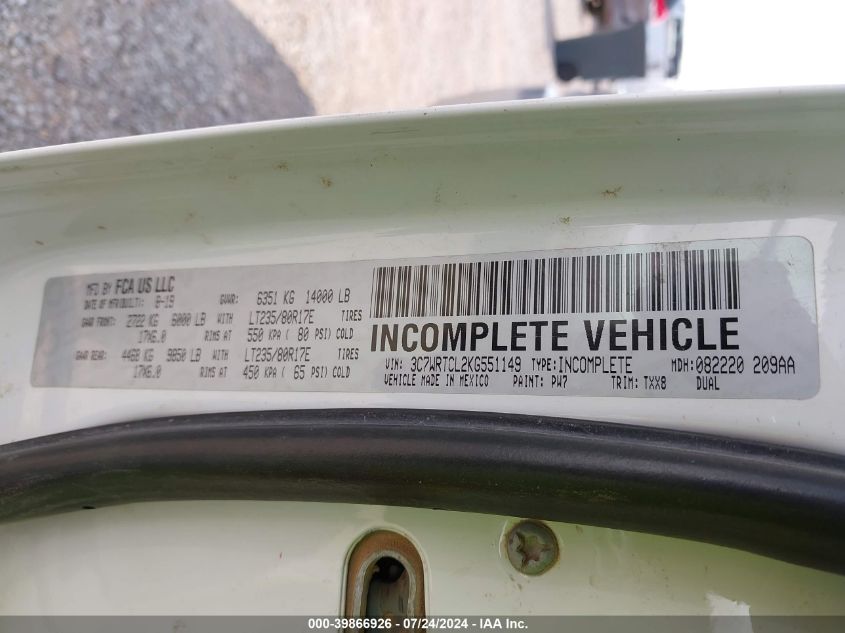 MFD BY FCA US LLC
DATE OF MFR(BUILT): 8-19 GVWR: 6351 KG 14000 LB
GAWR FRONT: 2722 KG 6000 LB WITH LT235/80R17E TIRES
17X6.0 RIMS AT 550 KPA ( 80 PSI) COLD
GAWR REAR: 4468 KG 9850 LB WITH LT235/80R17E TIRES
17X6.0 RIMS AT 450 KPA ( 65 PSI) COLD
INCOMPLETE VEHICLE
VIN: 3C7WRTCL2KG551149 TYPE: INCOMPLETE MDH: 082220 209AA
VEHICLE MADE IN MEXICO PAINT: PW7 TRIM: TXX8 DUAL
000-39866926 - 07/24/2024 - IAA Inc.